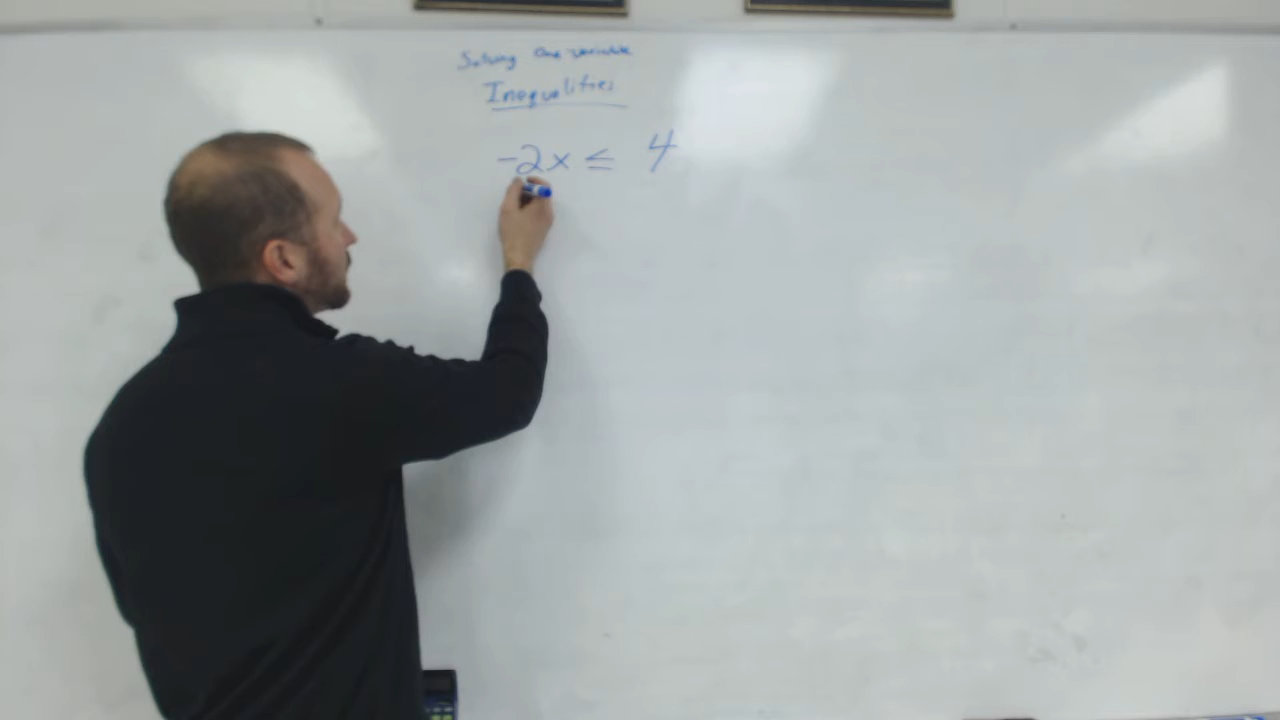 Solving One-variable
Inequalities
-2x ≤ 4